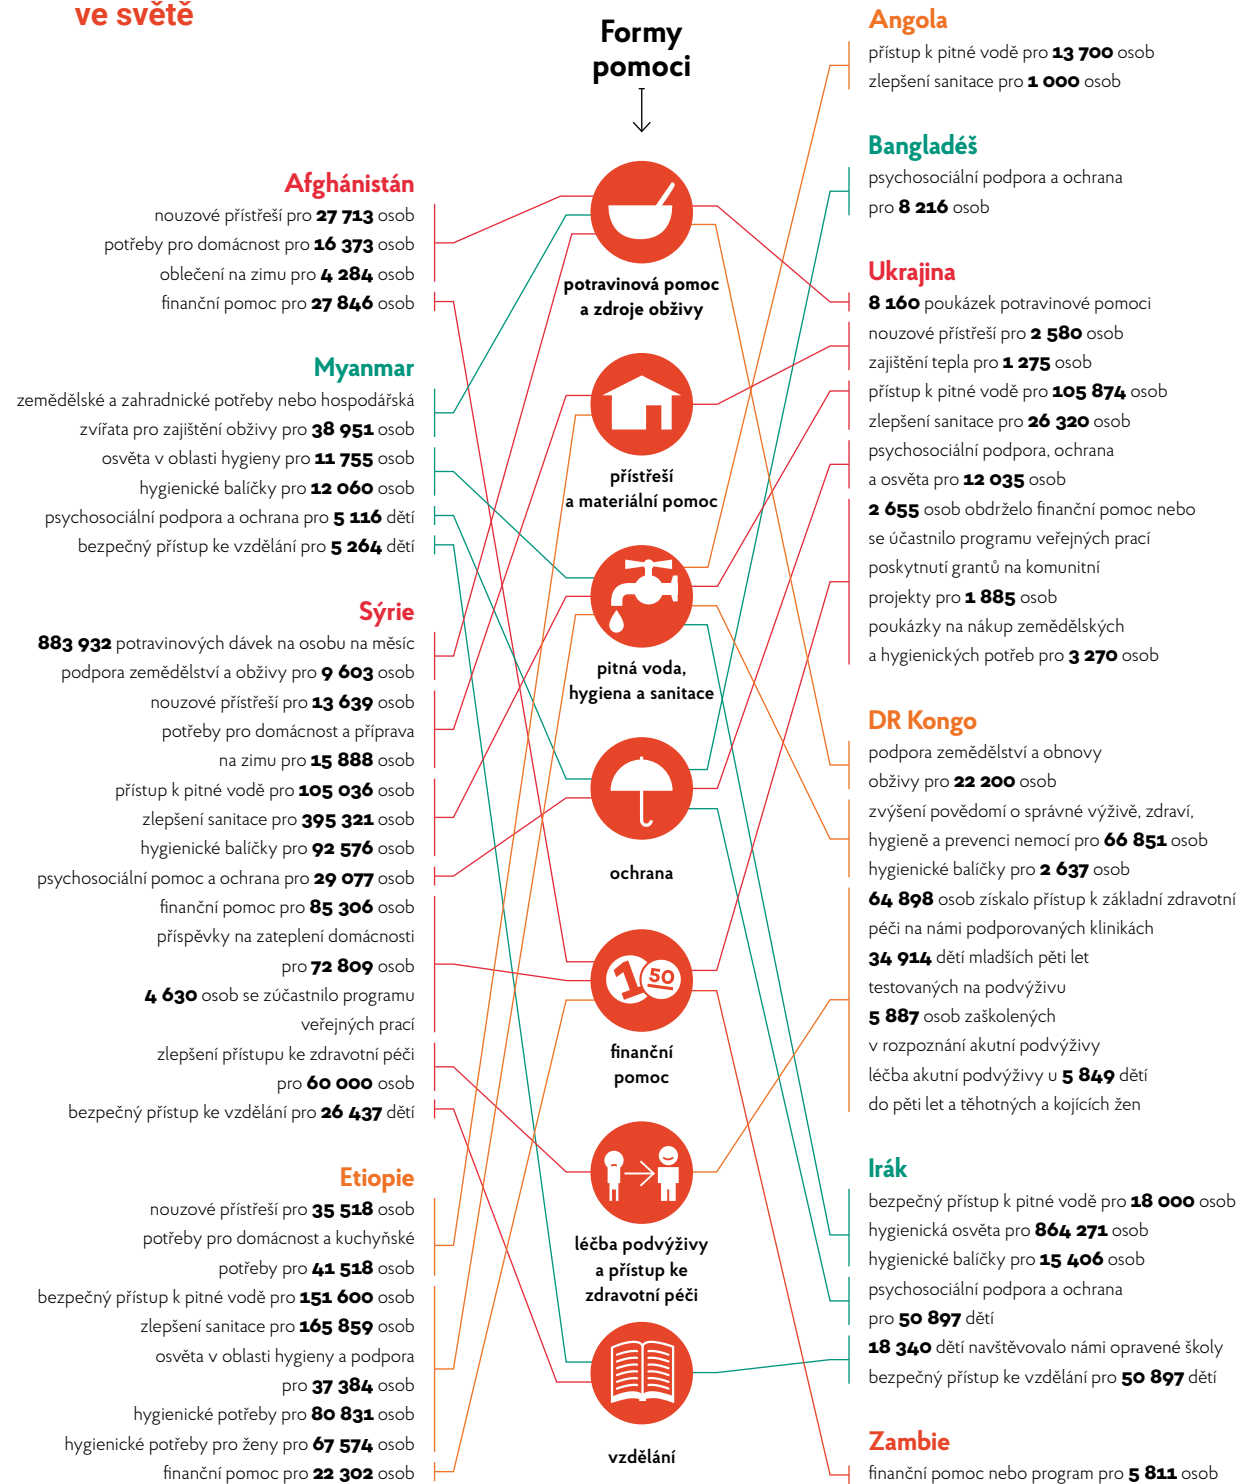 ve světě
Formy
pomoci
Afghánistán
nouzové přístřeší pro 27 713 osob
potřeby pro domácnost pro 16 373 osob
oblečení na zimu pro 4 284 osob
finanční pomoc pro 27 846 osob
Myanmar
zemědělské a zahradnické potřeby nebo hospodářská
zvířata pro zajištění obživy pro 38 951 osob
osvěta v oblasti hygieny pro 11 755 osob
hygienické balíčky pro 12 060 osob
psychosociální podpora a ochrana pro 5 116 dětí
bezpečný přístup ke vzdělání pro 5 264 dětí
Sýrie
883 932 potravinových dávek na osobu na měsíc
podpora zemědělství a obživy pro 9 603 osob
nouzové přístřeší pro 13 639 osob
potřeby pro domácnost a příprava
na zimu pro 15 888 osob
přístup k pitné vodě pro 105 036 osob
zlepšení sanitace pro 395 321 osob
hygienické balíčky pro 92 576 osob
psychosociální pomoc a ochrana pro 29 077 osob
finanční pomoc pro 85 306 osob
příspěvky na zateplení domácnosti
pro 72 809 osob
4 630 osob se zúčastnilo programu
veřejných prací
zlepšení přístupu ke zdravotní péči
pro 60 000 osob
bezpečný přístup ke vzdělání pro 26 437 dětí
Etiopie
nouzové přístřeší pro 35 518 osob
potřeby pro domácnost a kuchyňské
potřeby pro 41 518 osob
bezpečný přístup k pitné vodě pro 151 600 osob
zlepšení sanitace pro 165 859 osob
osvěta v oblasti hygieny a podpora
pro 37 384 osob
hygienické potřeby pro 80 831 osob
hygienické potřeby pro ženy pro 67 574 osob
finanční pomoc pro 22 302 osob
potravinová pomoc
a zdroje obživy
přístřeší
a materiální pomoc
pitná voda,
hygiena a sanitace
ochrana
1 50
finanční
pomoc
léčba podvýživy
a přístup ke
zdravotní péči
vzdělání
Angola
přístup k pitné vodě pro 13 700 osob
zlepšení sanitace pro 1 000 osob
Bangladéš
psychosociální podpora a ochrana
pro 8 216 osob
Ukrajina
8 160 poukázek potravinové pomoci
nouzové přístřeší pro 2 580 osob
zajištění tepla pro 1 275 osob
přístup k pitné vodě pro 105 874 osob
zlepšení sanitace pro 26 320 osob
psychosociální podpora, ochrana
a osvěta pro 12 035 osob
2 655 osob obdrželo finanční pomoc nebo
se účastnilo programu veřejných prací
poskytnutí grantů na komunitní
projekty pro 1 885 osob
poukázky na nákup zemědělských
a hygienických potřeb pro 3 270 osob
DR Kongo
podpora zemědělství a obnovy
obživy pro 22 200 osob
zvýšení povědomí o správné výživě, zdraví,
hygieně a prevenci nemocí pro 66 851 osob
hygienické balíčky pro 2 637 osob
64 898 osob získalo přístup k základní zdravotní
péči na námi podporovaných klinikách
34 914 dětí mladších pěti let
testovaných na podvýživu
5 887 osob zaškolených
v rozpoznání akutní podvýživy
léčba akutní podvýživy u 5 849 dětí
do pěti let a těhotných a kojících žen
Irák
bezpečný přístup k pitné vodě pro 18 000 osob
hygienická osvěta pro 864 271 osob
hygienické balíčky pro 15 406 osob
psychosociální podpora a ochrana
pro 50 897 dětí
18 340 dětí navštěvovalo námi opravené školy
bezpečný přístup ke vzdělání pro 50 897 dětí
Zambie
finanční pomoc nebo program pro 5 811 osob